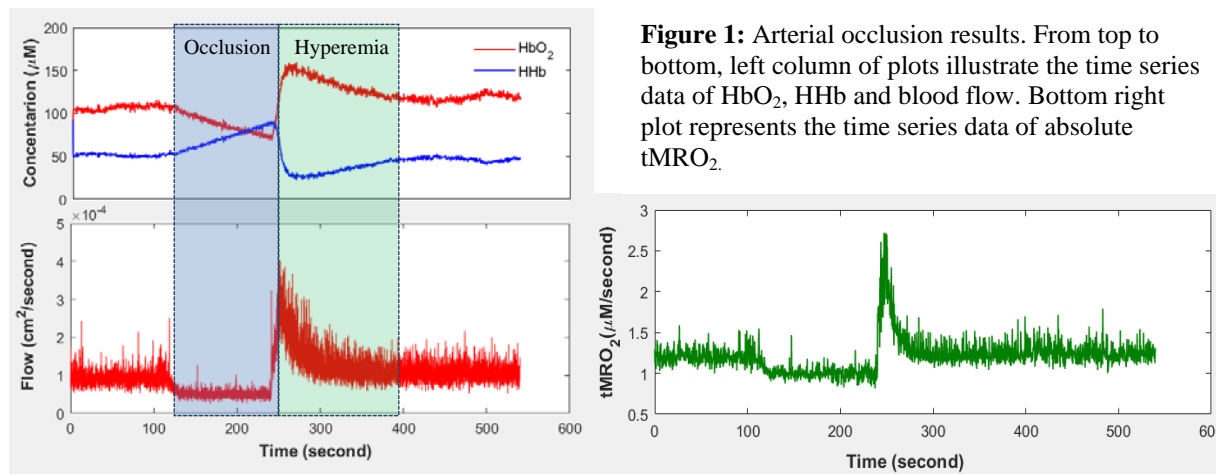 200
150
100
50
0
Concentarion (μM)
Occlusion
Hyperemia
HbO₂
HHb
Figure 1: Arterial occlusion results. From top to
bottom, left column of plots illustrate the time series
data of HbO₂, HHb and blood flow. Bottom right
plot represents the time series data of absolute
tMRO₂.
×10⁻⁴
5
4
3
2
1
0
Flow (cm²/second)
0 100 200 300 400 500 600
Time (second)
3
2.5
2
1.5
1
0.5
tMRO₂(μM/second)
0 100 200 300 400 500 600
Time (second)